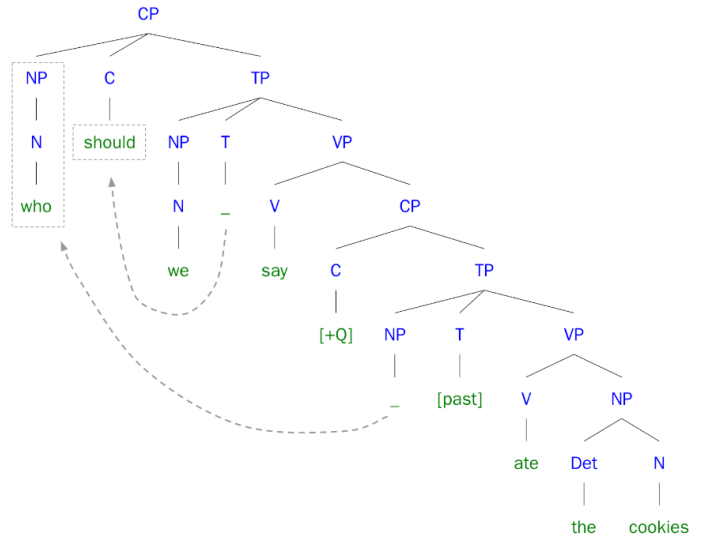 CP
NP C TP
N should NP T VP
who N _ V CP
we say C TP
[+Q] NP T VP
_ [past] V NP
ate Det N
the cookies